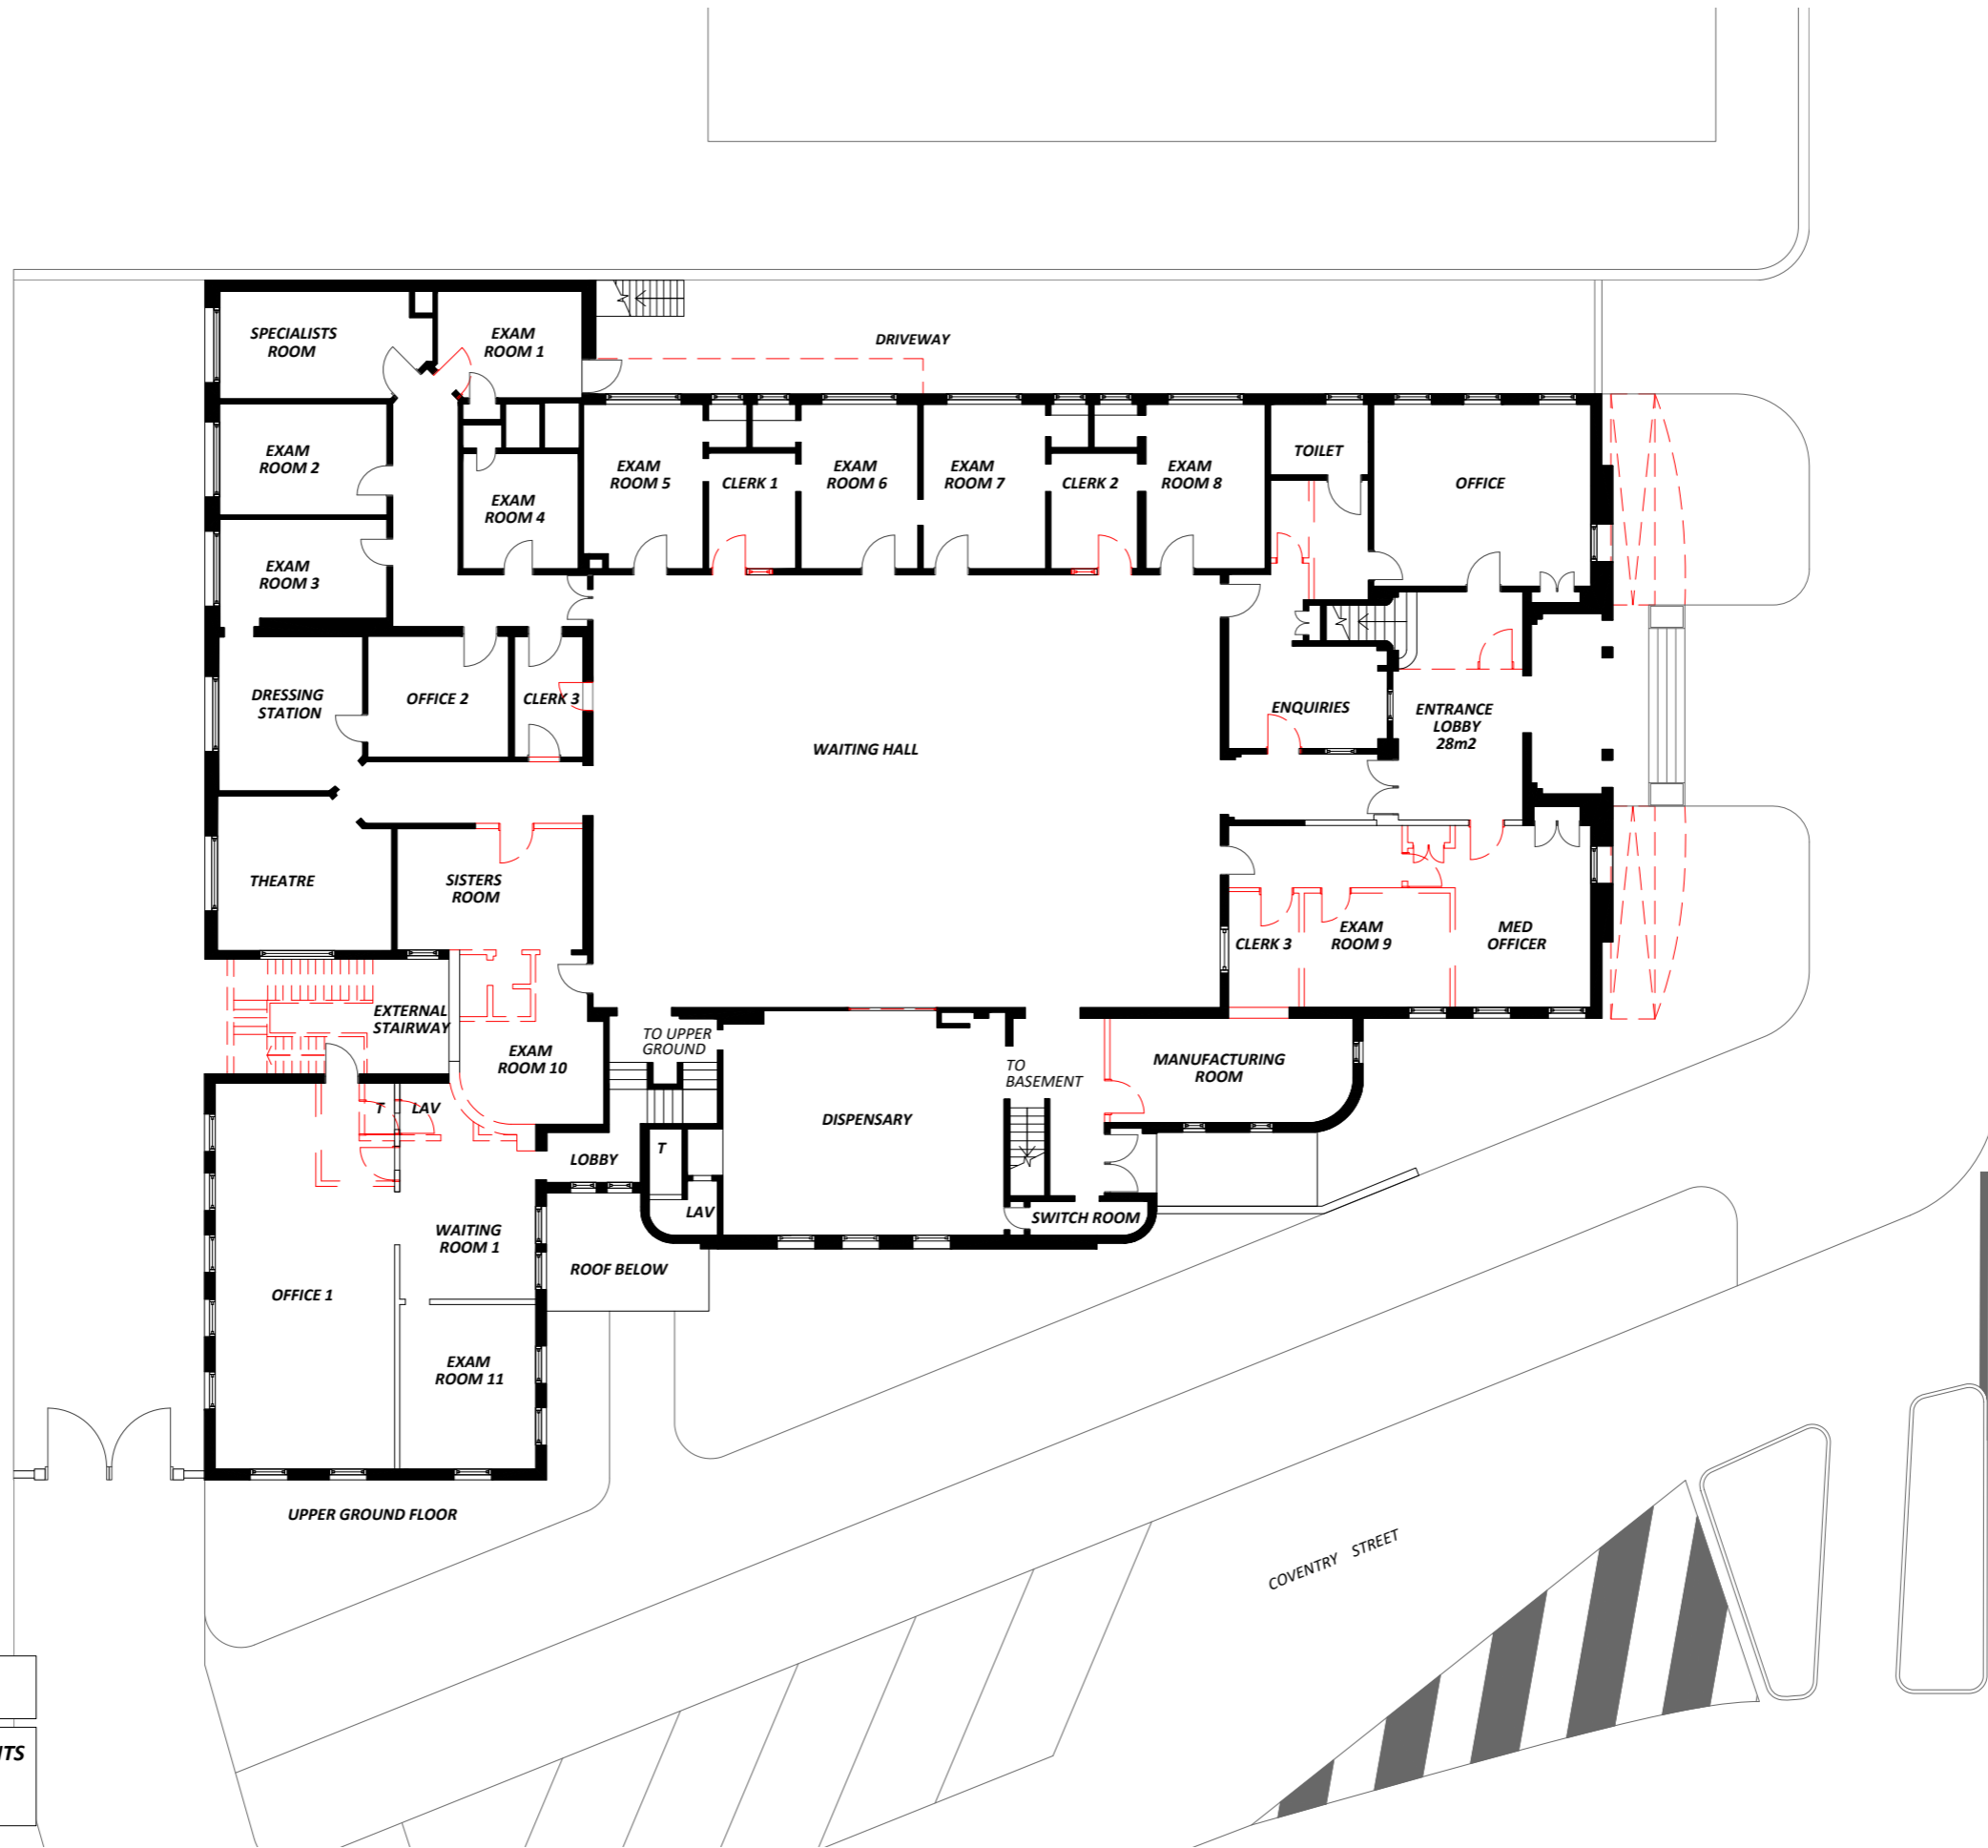 DRIVEWAY
SPECIALISTS
ROOM
EXAM
ROOM 1
EXAM
ROOM 2
EXAM
ROOM 3
EXAM
ROOM 4
EXAM
ROOM 5
CLERK 1
EXAM
ROOM 6
EXAM
ROOM 7
CLERK 2
EXAM
ROOM 8
TOILET
OFFICE
DRESSING
STATION
OFFICE 2
CLERK 3
WAITING HALL
ENQUIRIES
ENTRANCE
LOBBY
28m2
THEATRE
SISTERS
ROOM
CLERK 3
EXAM
ROOM 9
MED
OFFICER
EXTERNAL
STAIRWAY
EXAM
ROOM 10
TO UPPER
GROUND
TO
BASEMENT
MANUFACTURING
ROOM
T
LAV
DISPENSARY
LOBBY
T
LAV
SWITCH ROOM
WAITING
ROOM 1
ROOF BELOW
OFFICE 1
EXAM
ROOM 11
UPPER GROUND FLOOR
COVENTRY STREET